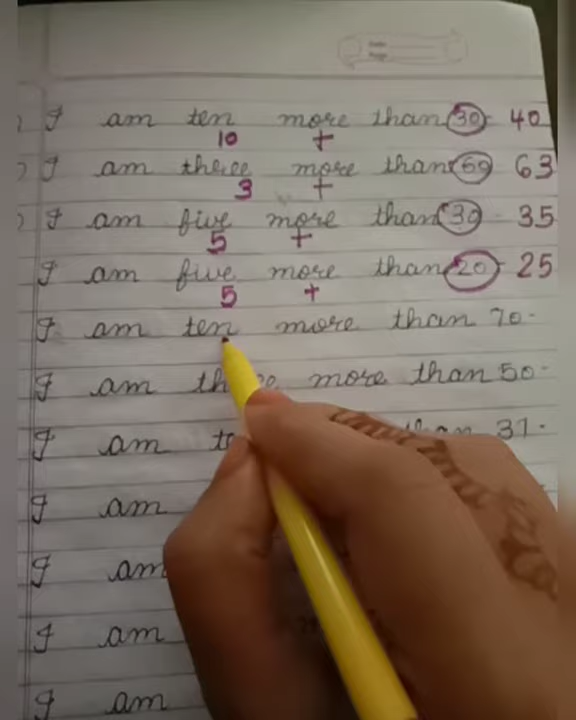 I am ten more than 30. 40
10 +
I am three more than 60. 63
3 +
I am five more than 30. 35
5 +
I am five more than 20. 25
5 +
I am ten more than 70.
I am three more than 50.
I am than 31.
I am
I am
I am
I am